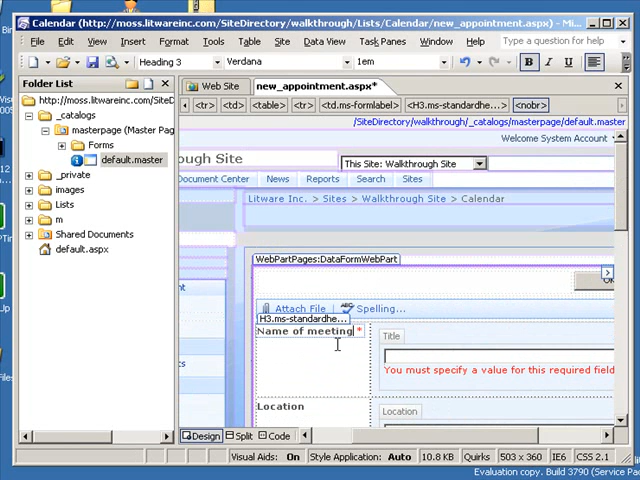 Calendar (http://moss.litwareinc.com/SiteDirectory/walkthrough/Lists/Calendar/new_appointment.aspx) - Mi...
File Edit View Insert Format Tools Table Site Data View Task Panes Window Help Type a question for help
Heading 3 Verdana 1em B I U
Folder List
Web Site new_appointment.aspx*
http://moss.litwareinc.com/SiteD
<tr> <td> <table> <tr> <td.ms-formlabel> <H3.ms-standardhe...> <nobr>
_catalogs
masterpage (Master Pag
Forms
default.master
_private
images
Lists
m
Shared Documents
default.aspx
/SiteDirectory/walkthrough/_catalogs/masterpage/default.master
Welcome System Account
rough Site
This Site: Walkthrough Site
Document Center News Reports Search Sites
Litware Inc. > Sites > Walkthrough Site > Calendar
WebPartPages:DataFormWebPart
Attach File Spelling...
H3.ms-standardhe...
Name of meeting *
Title
You must specify a value for this required field
Location
Location
Design Split Code
Visual Aids: On Style Application: Auto 10.8 KB Quirks 503 x 360 IE6 CSS 2.1
Evaluation copy. Build 3790 (Service Pac